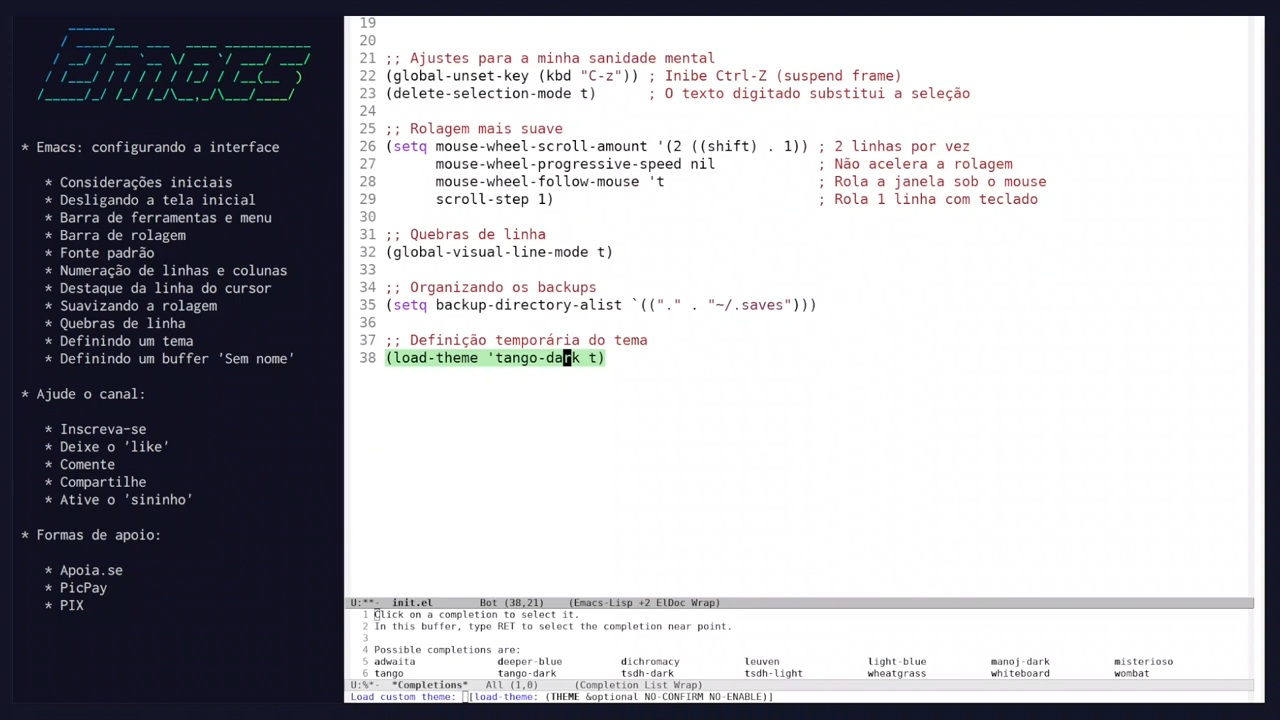 Emacs
* Emacs: configurando a interface
* Considerações iniciais
* Desligando a tela inicial
* Barra de ferramentas e menu
* Barra de rolagem
* Fonte padrão
* Numeração de linhas e colunas
* Destaque da linha do cursor
* Suavizando a rolagem
* Quebras de linha
* Definindo um tema
* Definindo um buffer 'Sem nome'
* Ajude o canal:
* Inscreva-se
* Deixe o 'like'
* Comente
* Compartilhe
* Ative o 'sininho'
* Formas de apoio:
* Apoia.se
* PicPay
* PIX
19
20
21 ;; Ajustes para a minha sanidade mental
22 (global-unset-key (kbd "C-z")) ; Inibe Ctrl-Z (suspend frame)
23 (delete-selection-mode t) ; O texto digitado substitui a seleção
24
25 ;; Rolagem mais suave
26 (setq mouse-wheel-scroll-amount '(2 ((shift) . 1)) ; 2 linhas por vez
27 mouse-wheel-progressive-speed nil ; Não acelera a rolagem
28 mouse-wheel-follow-mouse 't ; Rola a janela sob o mouse
29 scroll-step 1) ; Rola 1 linha com teclado
30
31 ;; Quebras de linha
32 (global-visual-line-mode t)
33
34 ;; Organizando os backups
35 (setq backup-directory-alist `(("." . "~/.saves")))
36
37 ;; Definição temporária do tema
38 (load-theme 'tango-dark t)
U:**- init.el Bot (38,21) (Emacs-Lisp +2 ElDoc Wrap)
1 Click on a completion to select it.
2 In this buffer, type RET to select the completion near point.
3
4 Possible completions are:
5 adwaita deeper-blue dichromacy leuven light-blue manoj-dark misterioso
6 tango tango-dark tsdh-dark tsdh-light wheatgrass whiteboard wombat
U:%*- *Completions* All (1,0) (Completion List Wrap)
Load custom theme: [load-theme: (THEME &optional NO-CONFIRM NO-ENABLE)]